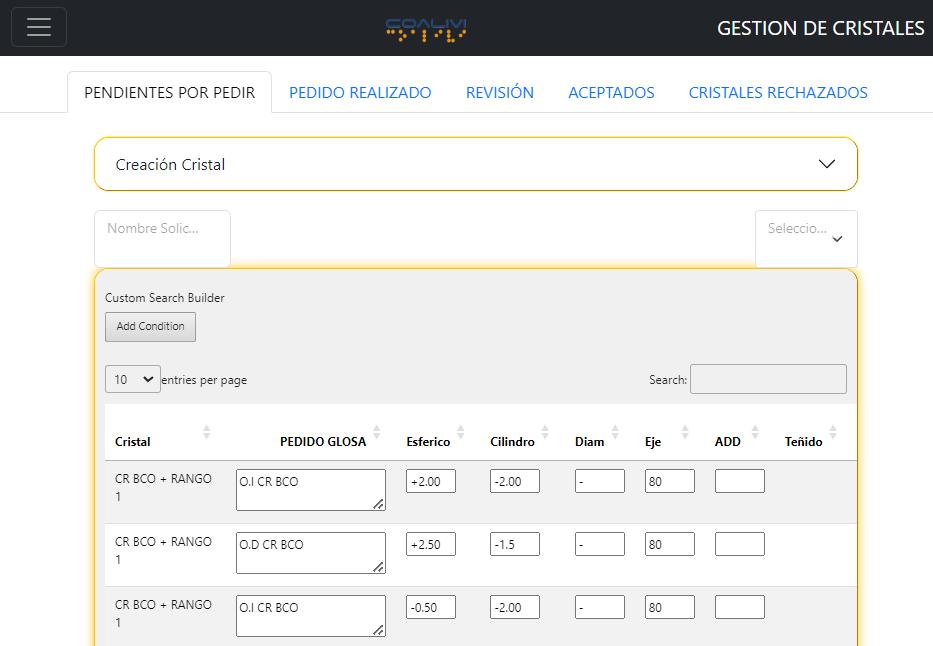 COALIVI
GESTION DE CRISTALES
PENDIENTES POR PEDIR PEDIDO REALIZADO REVISIÓN ACEPTADOS CRISTALES RECHAZADOS
Creación Cristal
Nombre Solic... Seleccio...
Custom Search Builder
Add Condition
10 entries per page Search:
Cristal PEDIDO GLOSA Esferico Cilindro Diam Eje ADD Teñido
CR BCO + RANGO 1 O.I CR BCO +2.00 -2.00 - 80
CR BCO + RANGO 1 O.D CR BCO +2.50 -1.5 - 80
CR BCO + RANGO 1 O.I CR BCO -0.50 -2.00 - 80